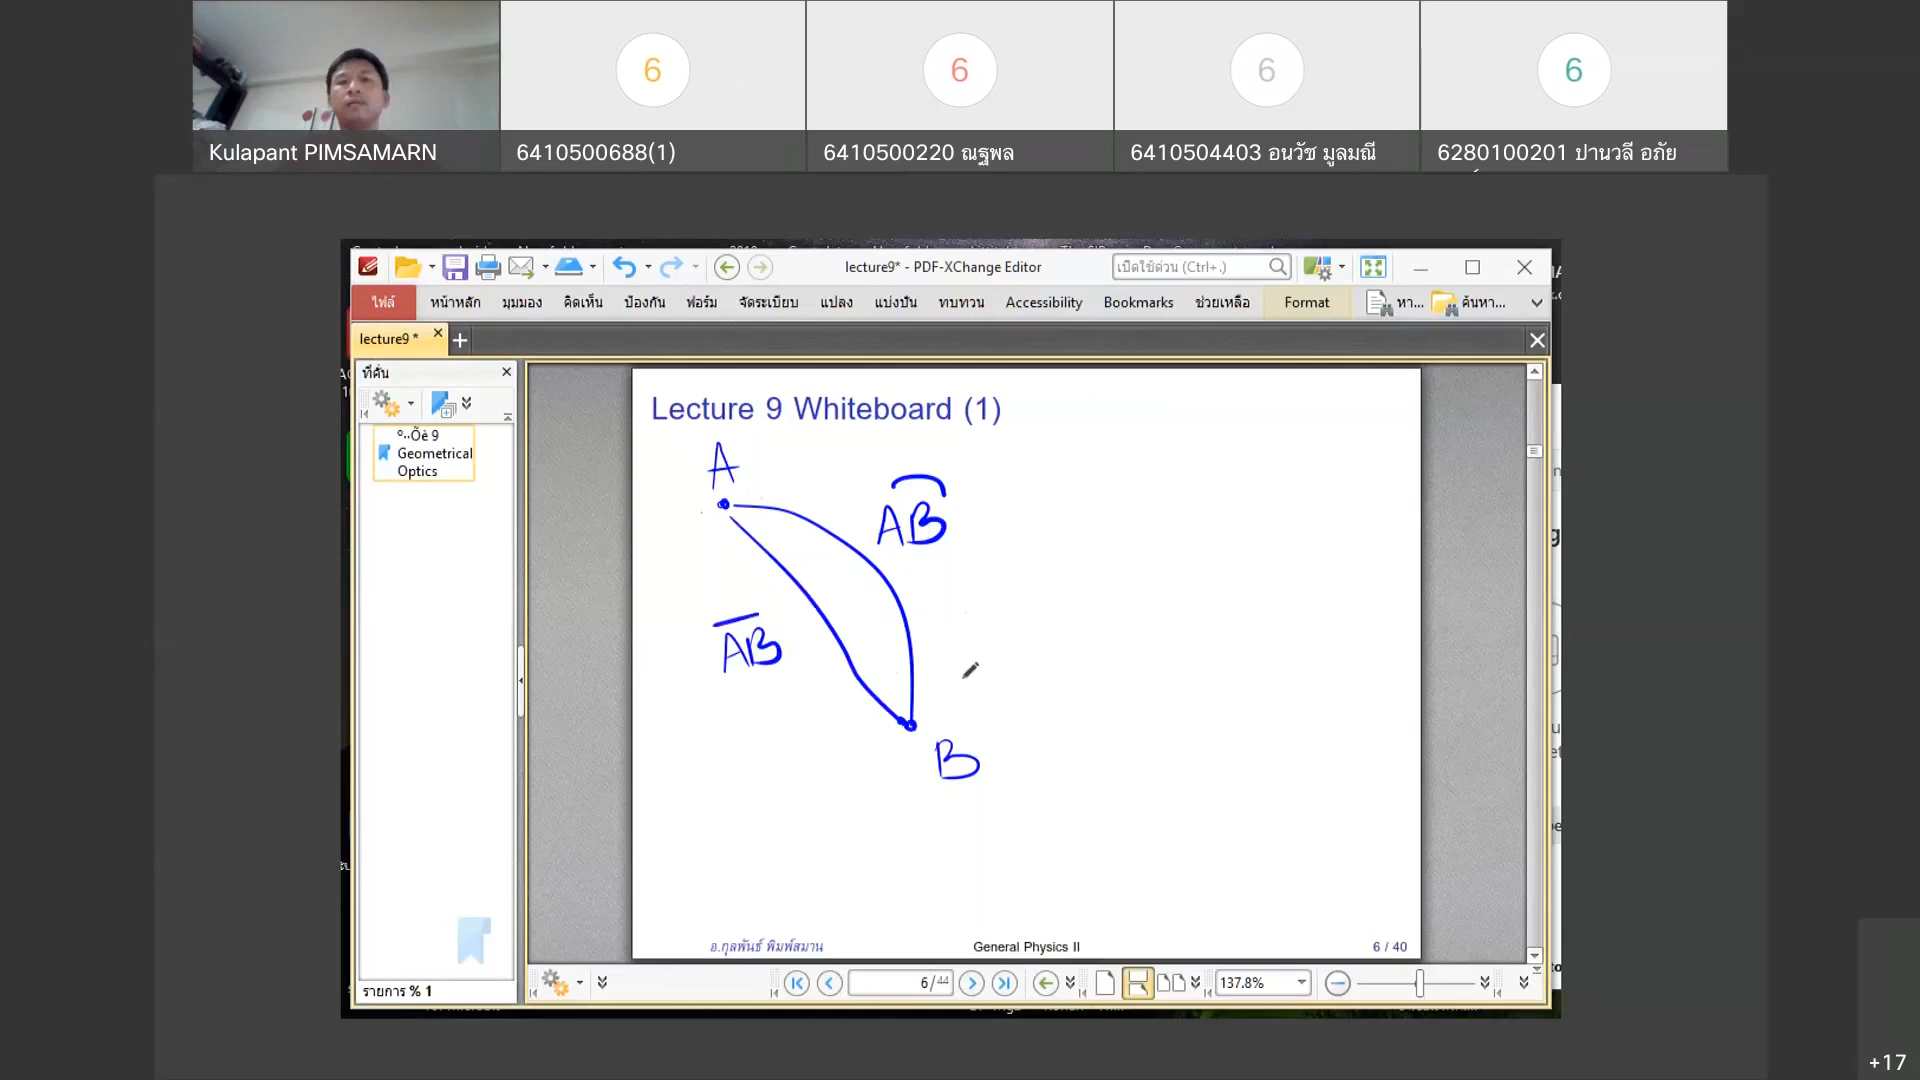 6
6
6
6
Kulapant PIMSAMARN
6410500688(1)
6410500220 ณฐพล
6410504403 อนวัช มูลมณี
6280100201 ปานวลี อภัย
lecture9* - PDF-XChange Editor
เปิดใช้ด่วน (Ctrl+.)
ไฟล์ หน้าหลัก มุมมอง คิดเห็น ป้องกัน ฟอร์ม จัดระเบียบ แปลง แบ่งปัน ทบทวน Accessibility Bookmarks ช่วยเหลือ Format หา... ค้นหา...
lecture9 *
ที่คั่น
º··Õè 9
Geometrical
Optics
Lecture 9 Whiteboard (1)
A
AB
AB
B
อ.กุลพันธ์ พิมพ์สมาน
General Physics II
6 / 40
รายการ % 1
6/44
137.8%
+17